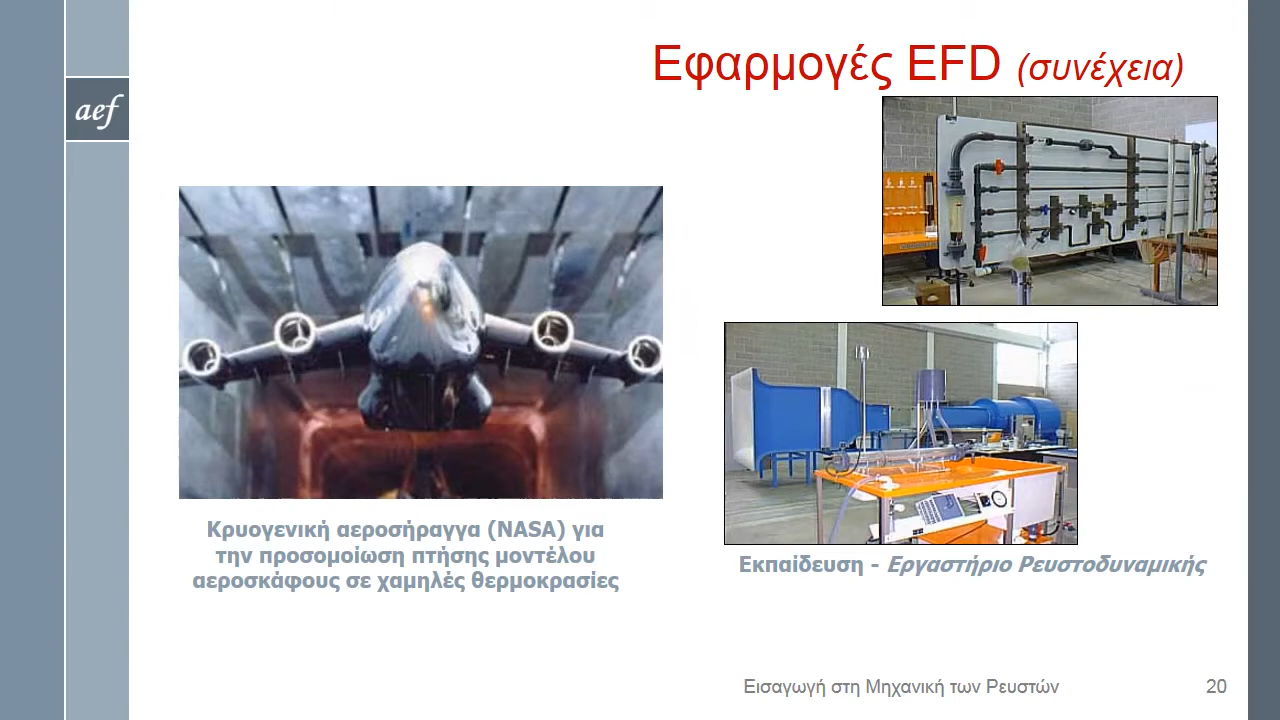 Εφαρμογές EFD (συνέχεια)
aef
Κρυογενική αεροσήραγγα (NASA) για
την προσομοίωση πτήσης μοντέλου
αεροσκάφους σε χαμηλές θερμοκρασίες
Εκπαίδευση - Εργαστήριο Ρευστοδυναμικής
Εισαγωγή στη Μηχανική των Ρευστών
20